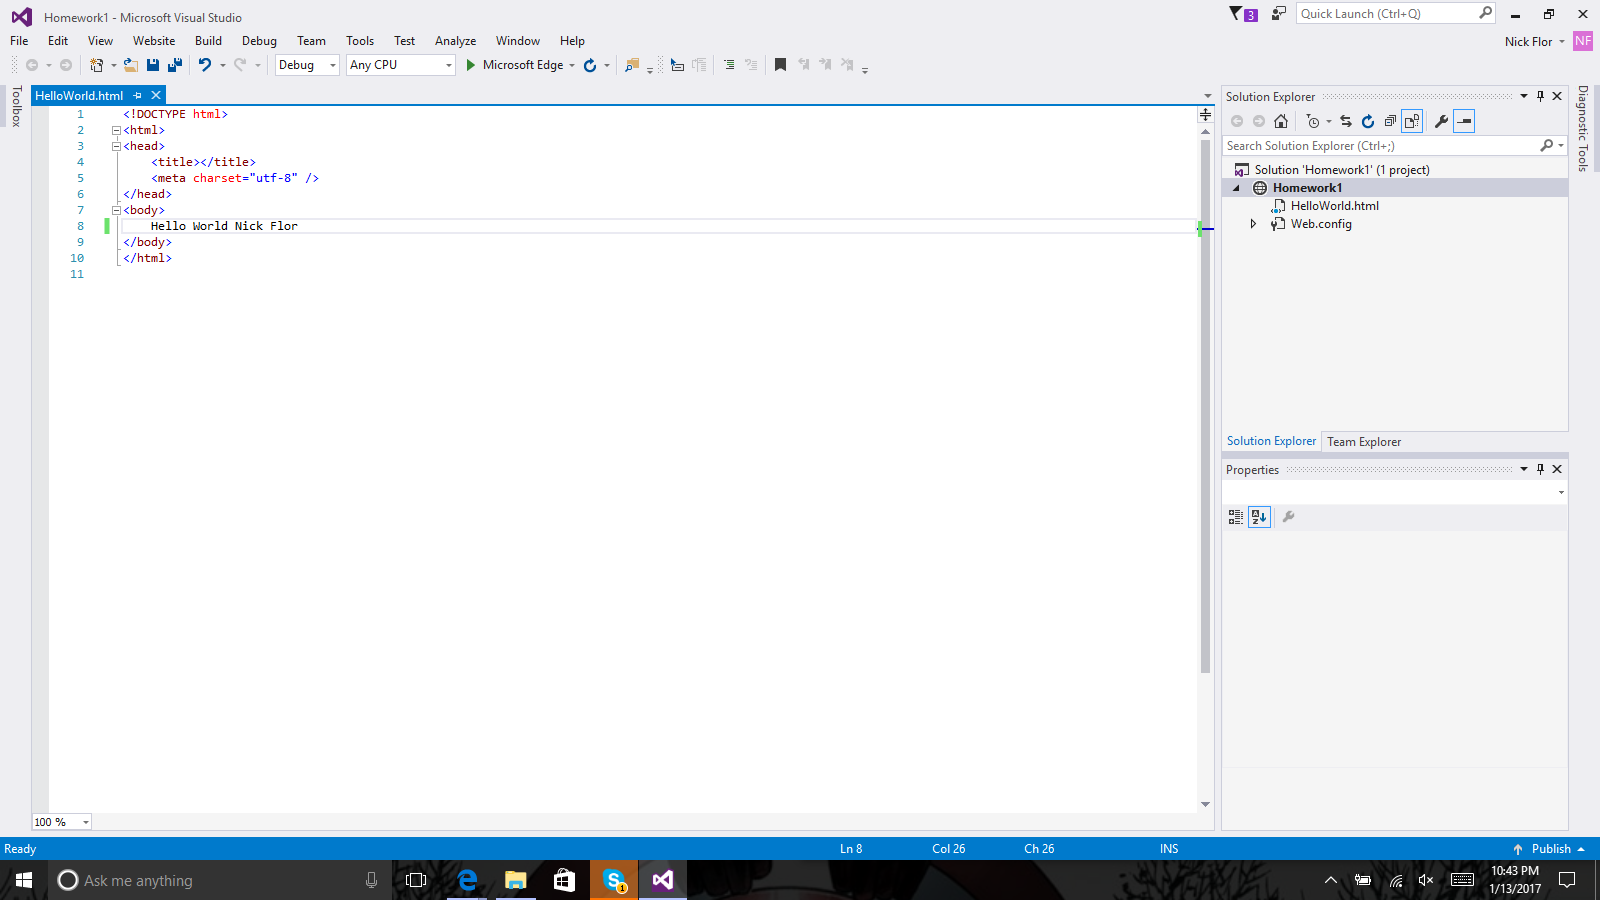 Homework1 - Microsoft Visual Studio
3
Quick Launch (Ctrl+Q)
File Edit View Website Build Debug Team Tools Test Analyze Window Help
Nick Flor NF
Debug Any CPU Microsoft Edge
Toolbox
HelloWorld.html
1 <!DOCTYPE html>
2 <html>
3 <head>
4 <title></title>
5 <meta charset="utf-8" />
6 </head>
7 <body>
8 Hello World Nick Flor
9 </body>
10 </html>
11
100 %
Solution Explorer
Search Solution Explorer (Ctrl+;)
Solution 'Homework1' (1 project)
Homework1
HelloWorld.html
Web.config
Solution Explorer Team Explorer
Properties
Diagnostic Tools
Ready Ln 8 Col 26 Ch 26 INS Publish
Ask me anything
1
10:43 PM
1/13/2017